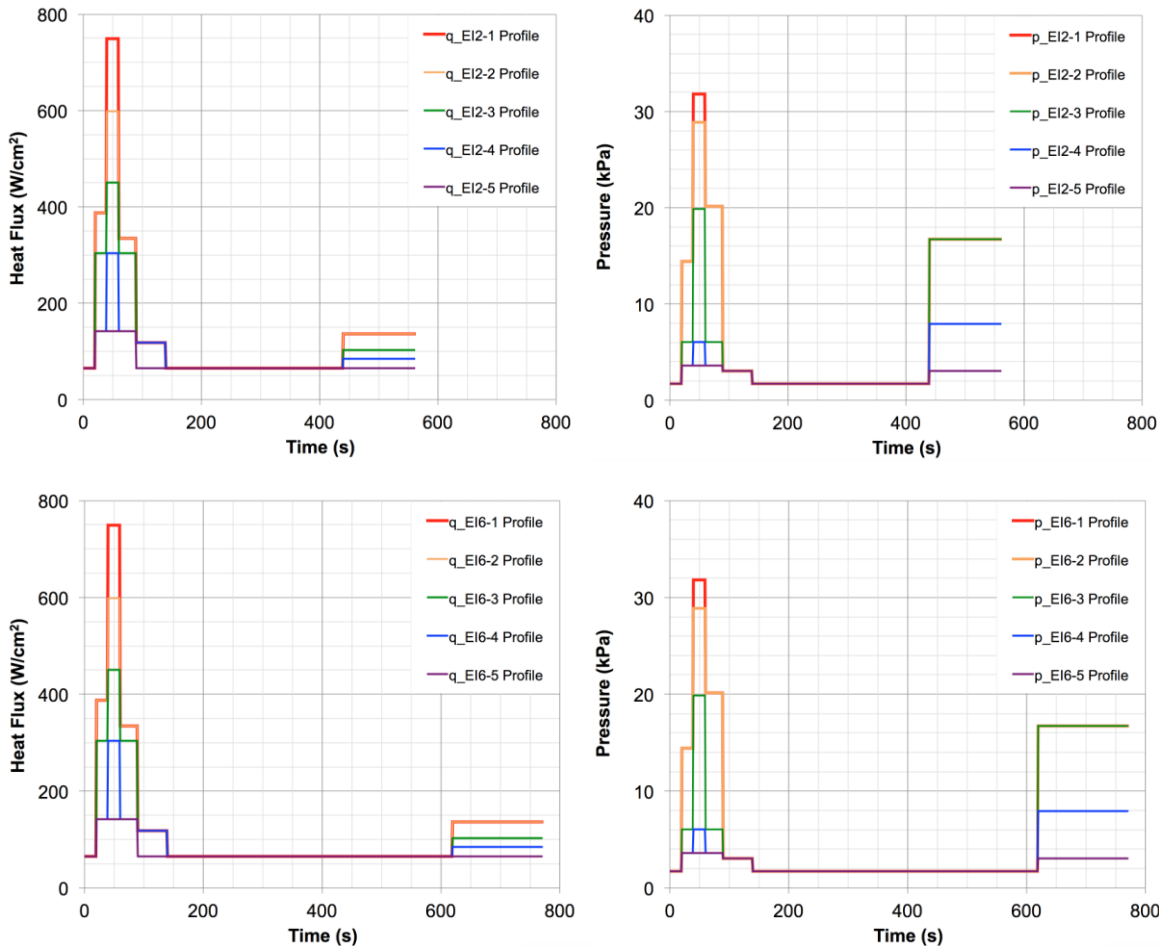 800
600
400
200
0
Heat Flux (W/cm²)
q_EI2-1 Profile
q_EI2-2 Profile
q_EI2-3 Profile
q_EI2-4 Profile
q_EI2-5 Profile
0 200 400 600 800
Time (s)
40
30
20
10
0
Pressure (kPa)
p_EI2-1 Profile
p_EI2-2 Profile
p_EI2-3 Profile
p_EI2-4 Profile
p_EI2-5 Profile
0 200 400 600 800
Time (s)
800
600
400
200
0
Heat Flux (W/cm²)
q_EI6-1 Profile
q_EI6-2 Profile
q_EI6-3 Profile
q_EI6-4 Profile
q_EI6-5 Profile
0 200 400 600 800
Time (s)
40
30
20
10
0
Pressure (kPa)
p_EI6-1 Profile
p_EI6-2 Profile
p_EI6-3 Profile
p_EI6-4 Profile
p_EI6-5 Profile
0 200 400 600 800
Time (s)